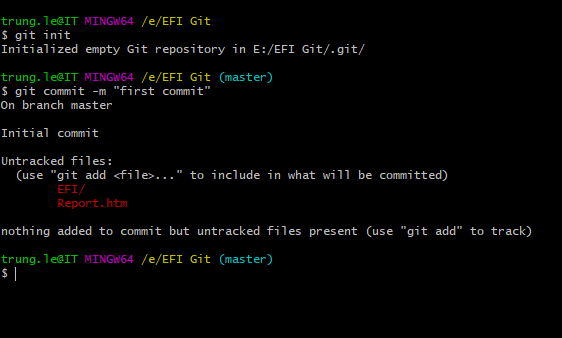 trung.le@IT MINGW64 /e/EFI Git
$ git init
Initialized empty Git repository in E:/EFI Git/.git/
trung.le@IT MINGW64 /e/EFI Git (master)
$ git commit -m "first commit"
On branch master
Initial commit
Untracked files:
(use "git add <file>..." to include in what will be committed)
EFI/
Report.htm
nothing added to commit but untracked files present (use "git add" to track)
trung.le@IT MINGW64 /e/EFI Git (master)
$